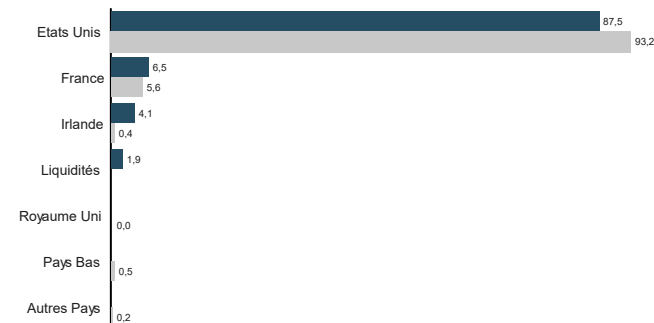 Etats Unis
87,5
93,2
France
6,5
5,6
Irlande
4,1
0,4
Liquidités
1,9
Royaume Uni
0,0
Pays Bas
0,5
Autres Pays
0,2